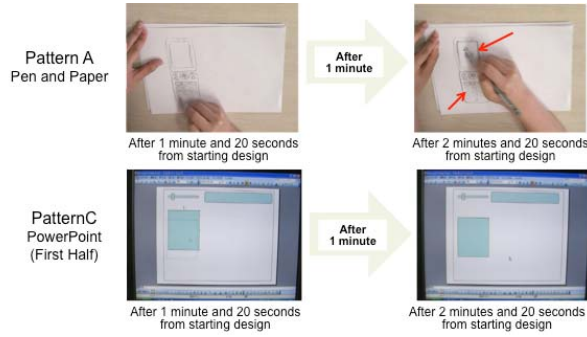 Pattern A
Pen and Paper
After
1 minute
After 1 minute and 20 seconds
from starting design
After 2 minutes and 20 seconds
from starting design
PatternC
PowerPoint
(First Half)
After
1 minute
After 1 minute and 20 seconds
from starting design
After 2 minutes and 20 seconds
from starting design